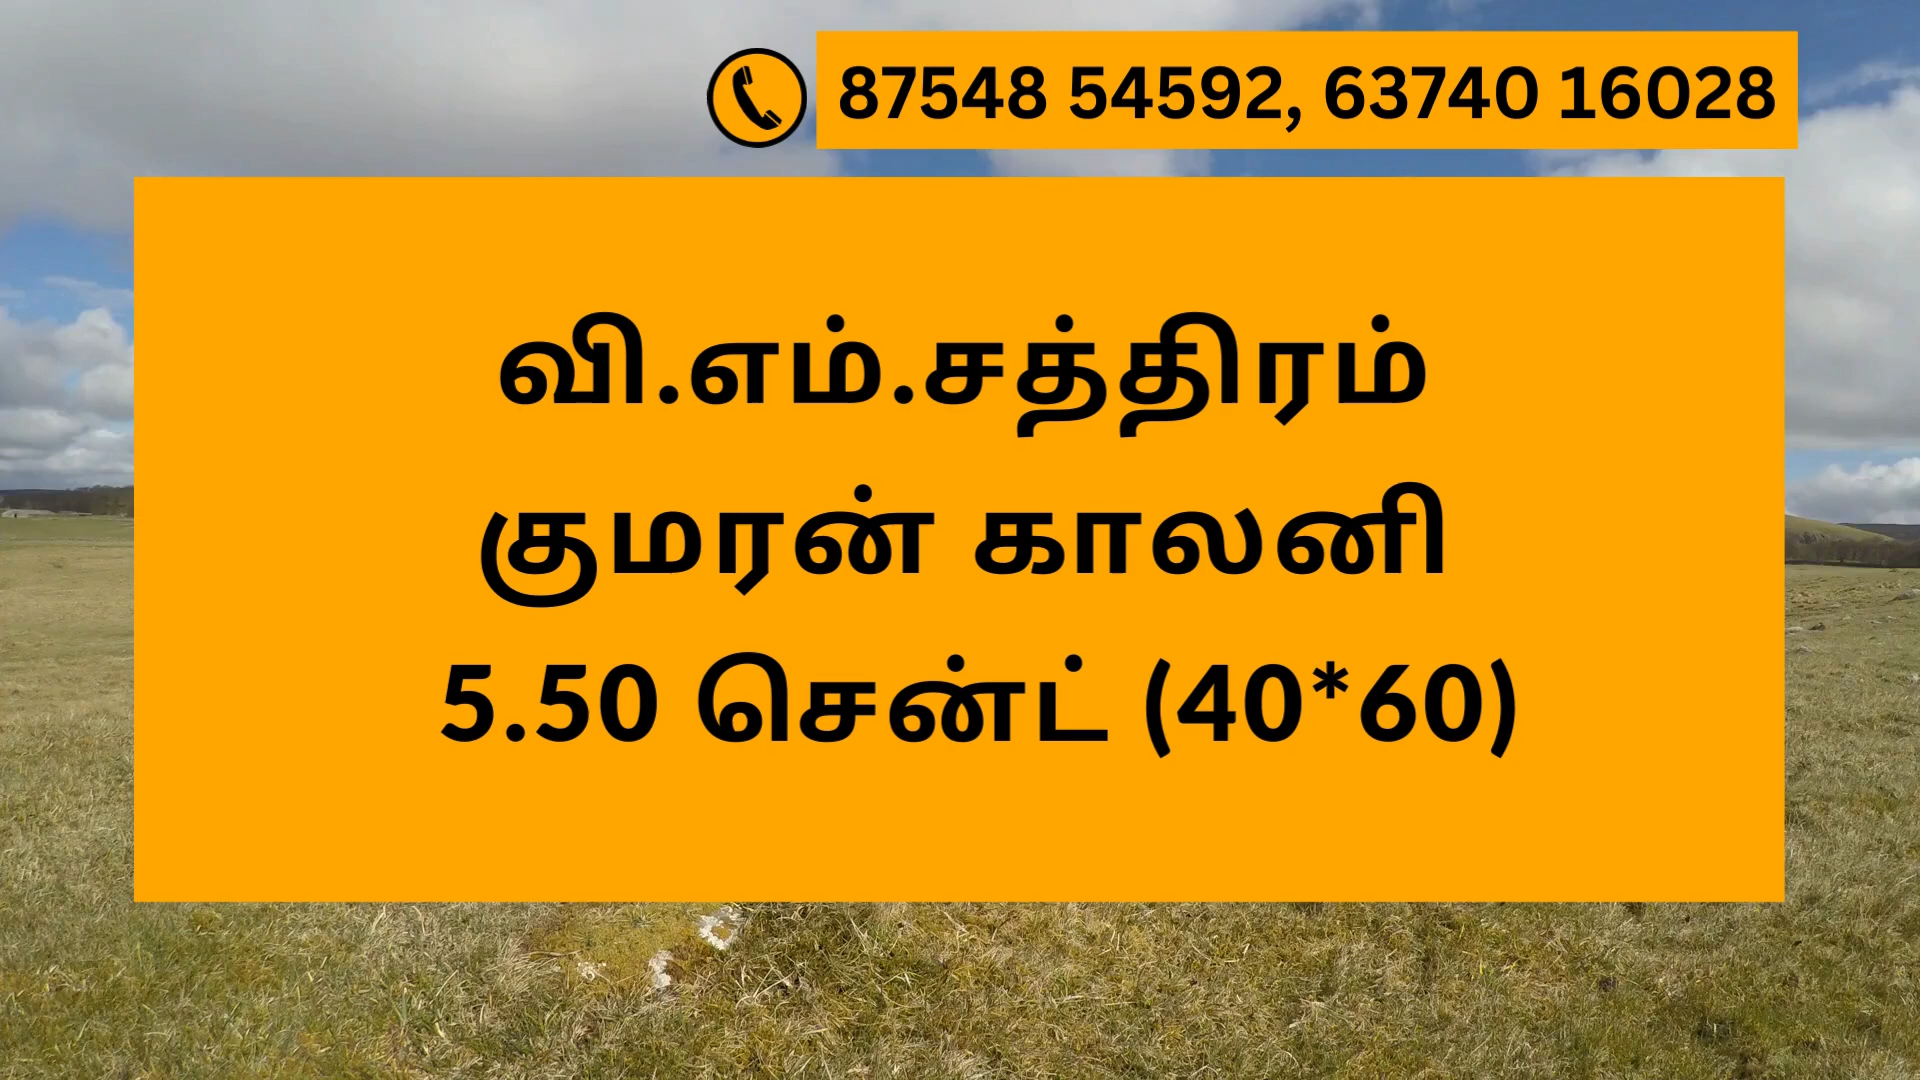 87548 54592, 63740 16028
வி.எம்.சத்திரம்
குமரன் காலனி
5.50 சென்ட் (40*60)